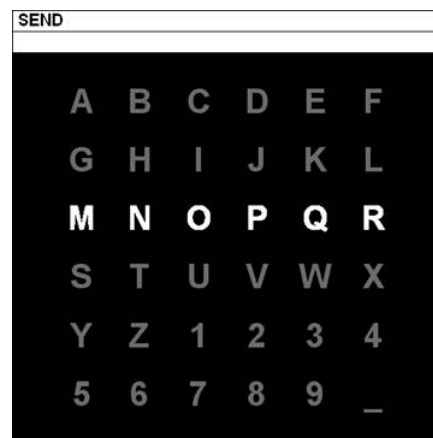 SEND
A B C D E F
G H I J K L
M N O P Q R
S T U V W X
Y Z 1 2 3 4
5 6 7 8 9 _